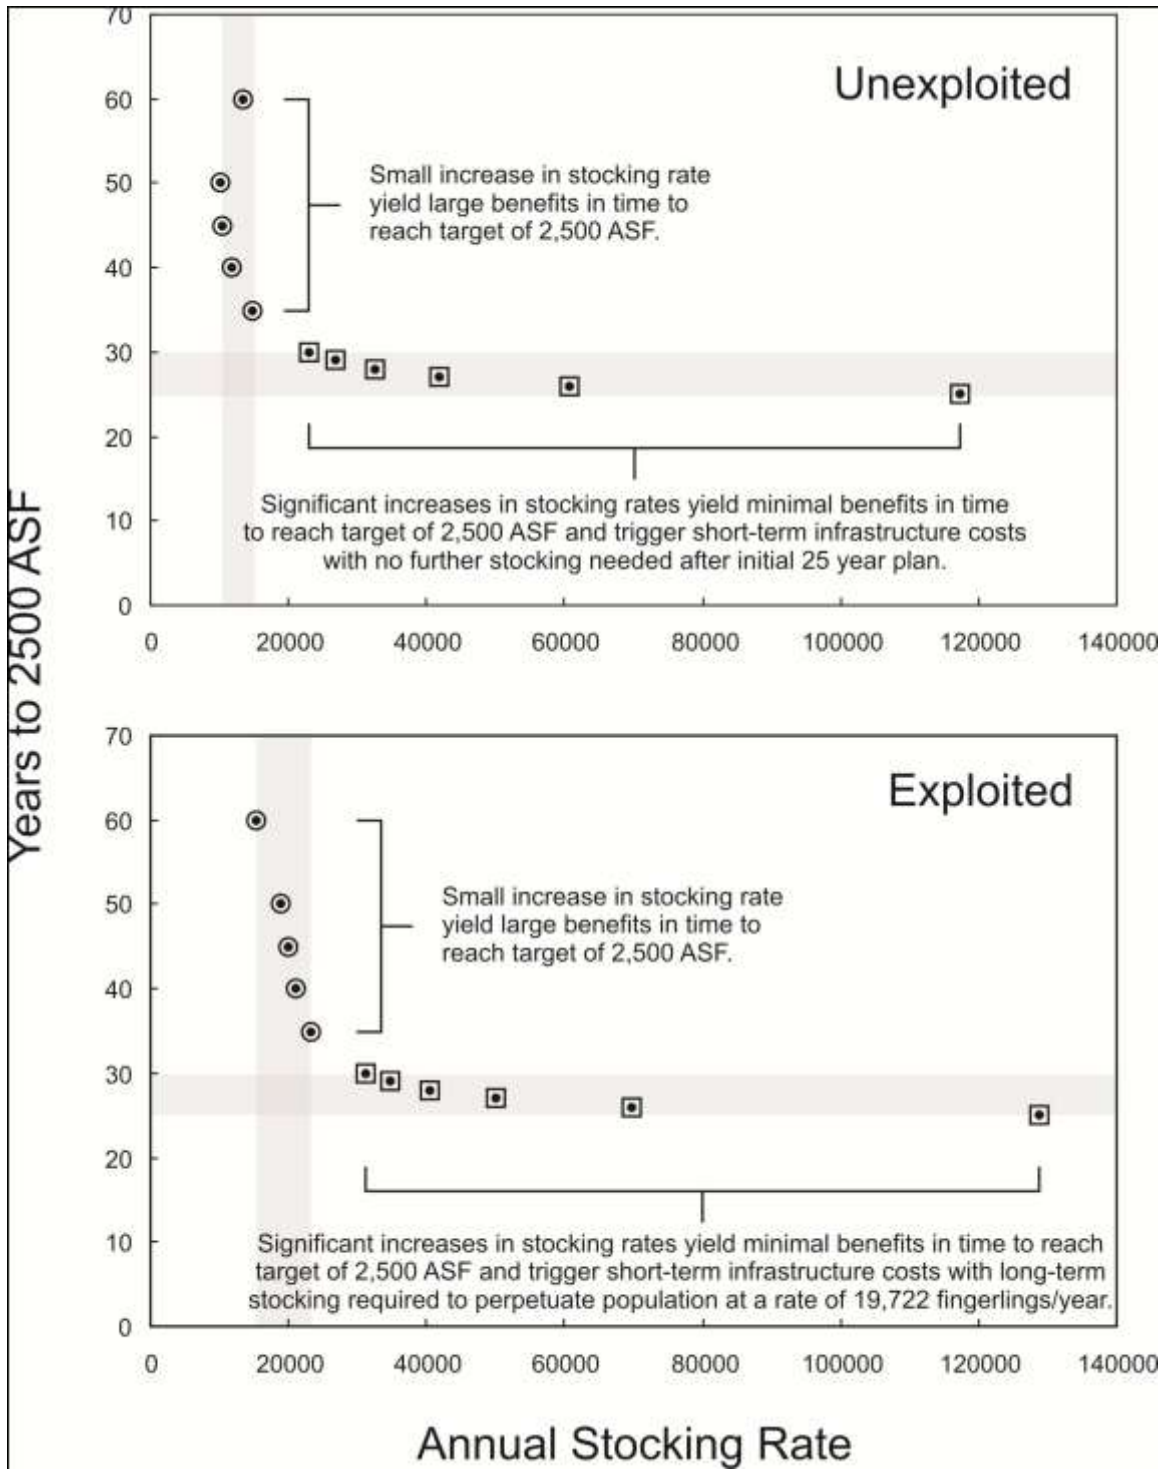 Years to 2500 ASF
70
60
50
40
30
20
10
0
Unexploited
Small increase in stocking rate
yield large benefits in time to
reach target of 2,500 ASF.
Significant increases in stocking rates yield minimal benefits in time
to reach target of 2,500 ASF and trigger short-term infrastructure costs
with no further stocking needed after initial 25 year plan.
0 20000 40000 60000 80000 100000 120000 140000
70
60
50
40
30
20
10
0
Exploited
Small increase in stocking rate
yield large benefits in time to
reach target of 2,500 ASF.
Significant increases in stocking rates yield minimal benefits in time to reach
target of 2,500 ASF and trigger short-term infrastructure costs with long-term
stocking required to perpetuate population at a rate of 19,722 fingerlings/year.
0 20000 40000 60000 80000 100000 120000 140000
Annual Stocking Rate